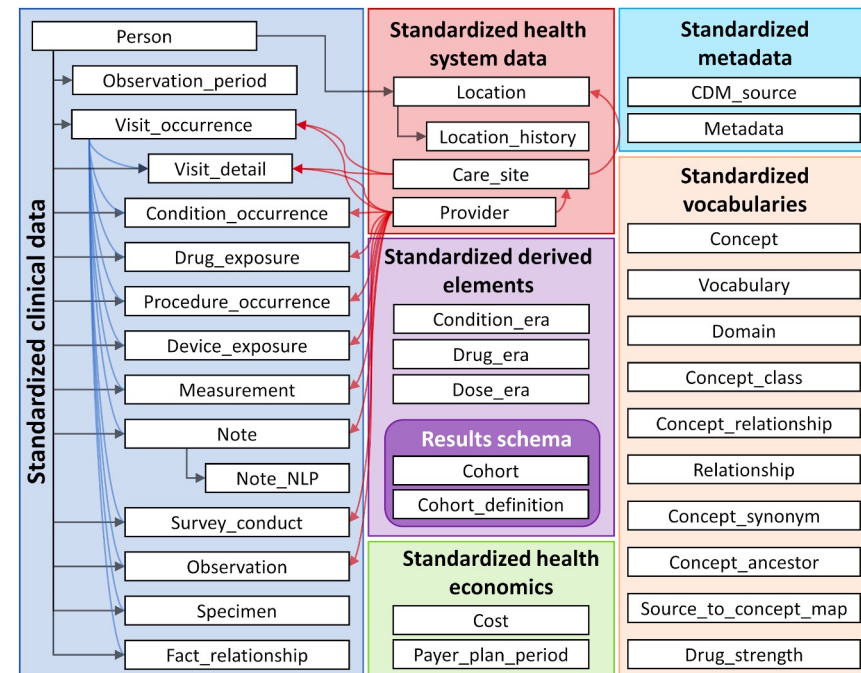 Standardized clinical data
Person
Observation_period
Visit_occurrence
Visit_detail
Condition_occurrence
Drug_exposure
Procedure_occurrence
Device_exposure
Measurement
Note
Note_NLP
Survey_conduct
Observation
Specimen
Fact_relationship
Standardized health
system data
Location
Location_history
Care_site
Provider
Standardized derived
elements
Condition_era
Drug_era
Dose_era
Results schema
Cohort
Cohort_definition
Standardized health
economics
Cost
Payer_plan_period
Standardized
metadata
CDM_source
Metadata
Standardized
vocabularies
Concept
Vocabulary
Domain
Concept_class
Concept_relationship
Relationship
Concept_synonym
Concept_ancestor
Source_to_concept_map
Drug_strength